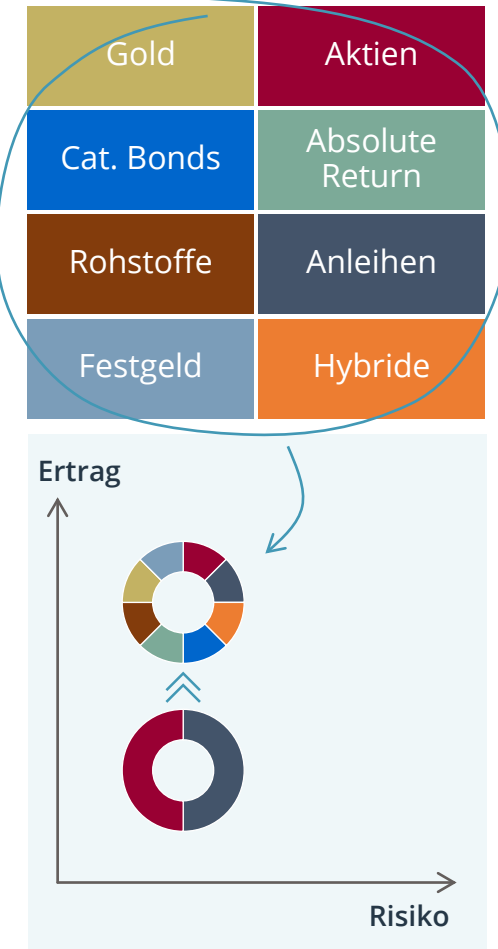 Gold
Aktien
Cat. Bonds
Absolute
Return
Rohstoffe
Anleihen
Festgeld
Hybride
Ertrag
Risiko